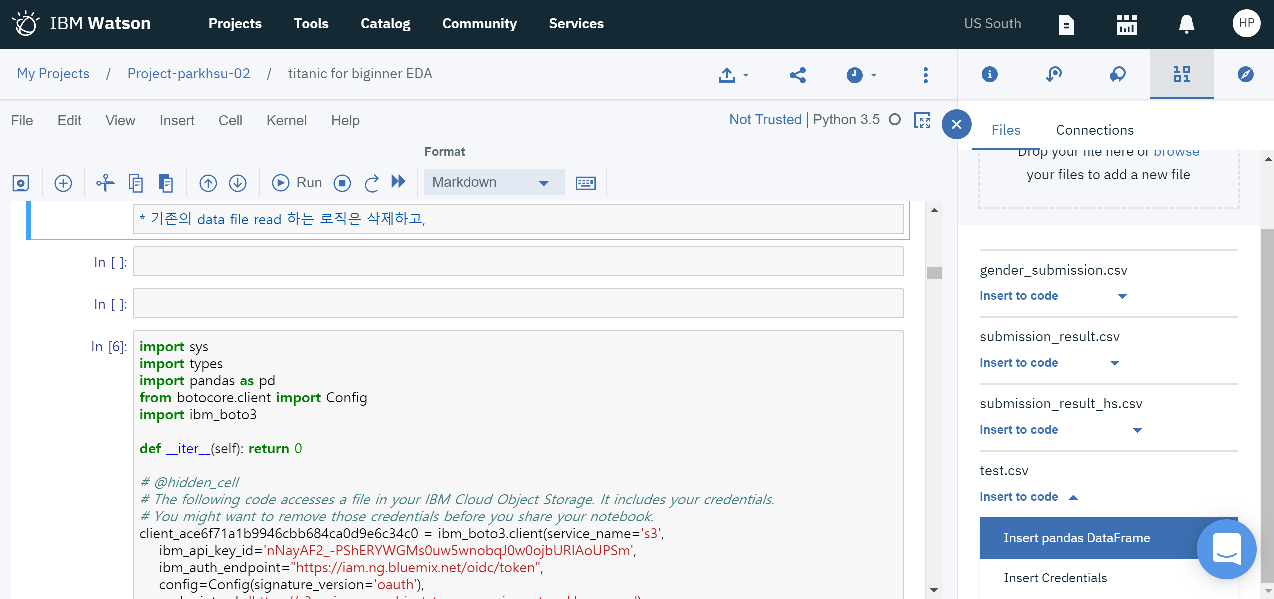 IBM Watson
Projects
Tools
Catalog
Community
Services
US South
HP
My Projects / Project-parkhsu-02 / titanic for biginner EDA
File Edit View Insert Cell Kernel Help
Not Trusted | Python 3.5
Files
Connections
Format
Run
Markdown
Drop your file here or browse
your files to add a new file
* 기존의 data file read 하는 로직은 삭제하고,
In [ ]:
In [ ]:
In [6]:
import sys
import types
import pandas as pd
from botocore.client import Config
import ibm_boto3
def __iter__(self): return 0
# @hidden_cell
# The following code accesses a file in your IBM Cloud Object Storage. It includes your credentials.
# You might want to remove those credentials before you share your notebook.
client_ace6f71a1b9946cbb684ca0d9e6c34c0 = ibm_boto3.client(service_name='s3',
ibm_api_key_id='nNayAF2_-PShERYWGMs0uw5wnobqJ0w0ojbURlAoUPSm',
ibm_auth_endpoint="https://iam.ng.bluemix.net/oidc/token",
config=Config(signature_version='oauth'),
gender_submission.csv
Insert to code
submission_result.csv
Insert to code
submission_result_hs.csv
Insert to code
test.csv
Insert to code
Insert pandas DataFrame
Insert Credentials